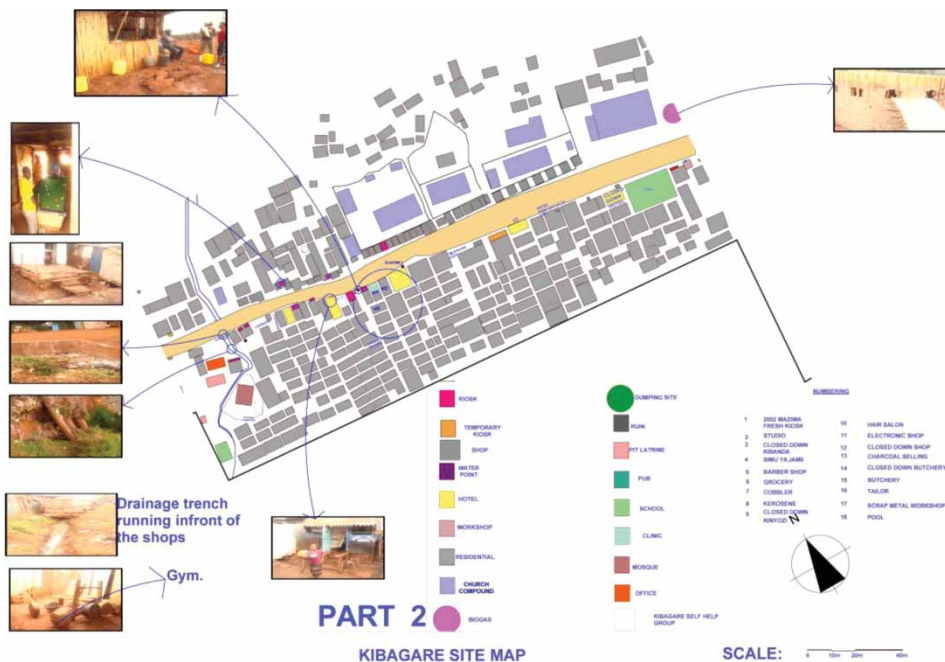 CLOSED
Drainage trench
running infront of
the shops
Gym.
PART 2
KIOSK
TEMPORARY
KIOSK
SHOP
WATER
POINT
HOTEL
WORKSHOP
RESIDENTIAL
CHURCH
COMPOUND
BIOGAS
DUMPING SITE
RUIN
PIT LATRINE
PUB
SCHOOL
CLINIC
MOSQUE
OFFICE
KIBAGARE SELF HELP
GROUP
NUMBERING
1 2002 MAZIWA
FRESH KIOSK
2 STUDIO
3 CLOSED DOWN
KIBANDA
4 SIMU YA JAMII
5 BARBER SHOP
6 GROCERY
7 COBBLER
8 KEROSENE
9 CLOSED DOWN
KINYOZI
10 HAIR SALON
11 ELECTRONIC SHOP
12 CLOSED DOWN SHOP
13 CHARCOAL SELLING
14 CLOSED DOWN BUTCHERY
15 BUTCHERY
16 TAILOR
17 SCRAP METAL WORKSHOP
18 POOL
N
KIBAGARE SITE MAP
SCALE:
0 10m 20m 60m